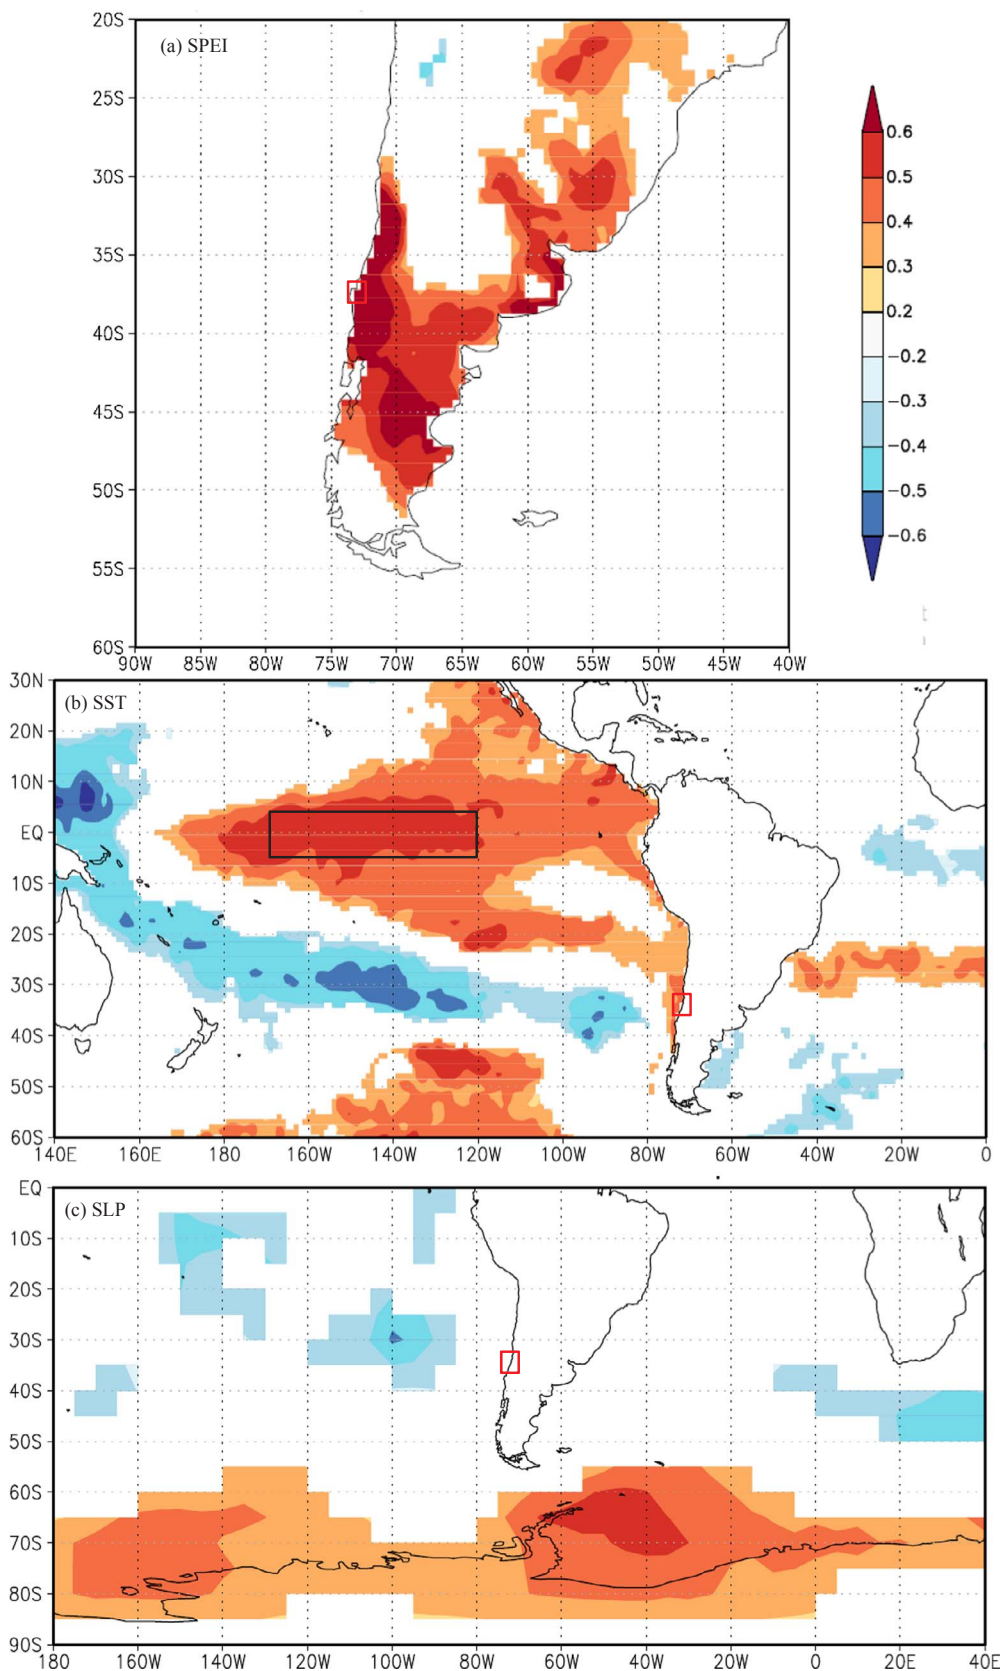 (a) SPEI
20S
25S
30S
35S
40S
45S
50S
55S
60S
90W 85W 80W 75W 70W 65W 60W 55W 50W 45W 40W
0.6
0.5
0.4
0.3
0.2
−0.2
−0.3
−0.4
−0.5
−0.6
(b) SST
30N
20N
10N
EQ
10S
20S
30S
40S
50S
60S
140E 160E 180 160W 140W 120W 100W 80W 60W 40W 20W 0
(c) SLP
EQ
10S
20S
30S
40S
50S
60S
70S
80S
90S
180 160W 140W 120W 100W 80W 60W 40W 20W 0 20E 40E